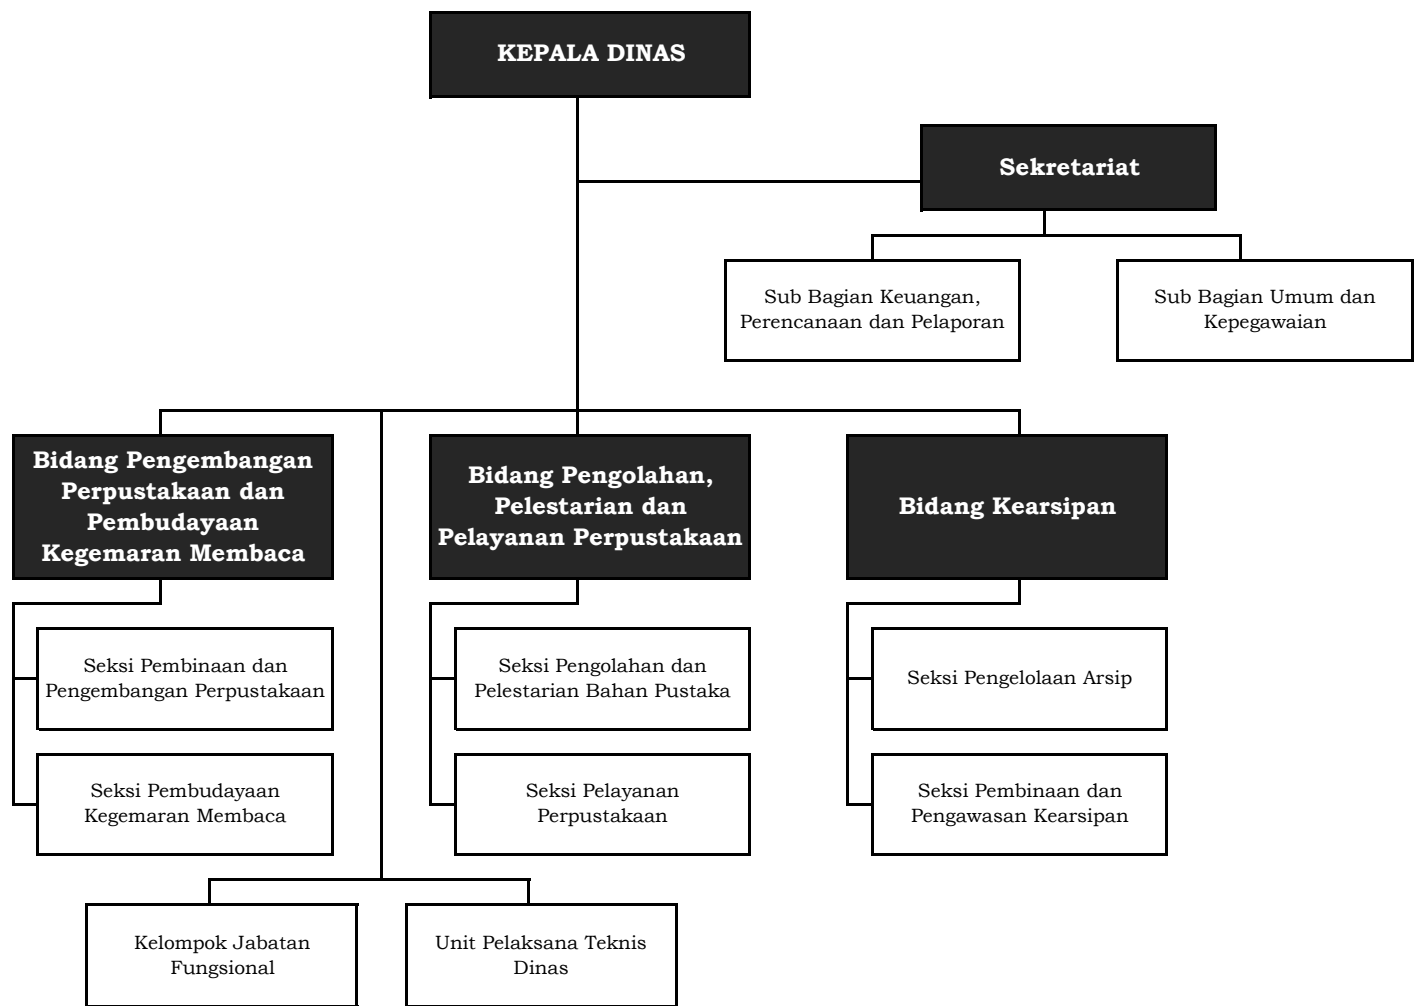 KEPALA DINAS
Sekretariat
Sub Bagian Keuangan,
Perencanaan dan Pelaporan
Sub Bagian Umum dan
Kepegawaian
Bidang Pengembangan
Perpustakaan dan
Pembudayaan
Kegemaran Membaca
Bidang Pengolahan,
Pelestarian dan
Pelayanan Perpustakaan
Bidang Kearsipan
Seksi Pembinaan dan
Pengembangan Perpustakaan
Seksi Pengolahan dan
Pelestarian Bahan Pustaka
Seksi Pengelolaan Arsip
Seksi Pembudayaan
Kegemaran Membaca
Seksi Pelayanan
Perpustakaan
Seksi Pembinaan dan
Pengawasan Kearsipan
Kelompok Jabatan
Fungsional
Unit Pelaksana Teknis
Dinas